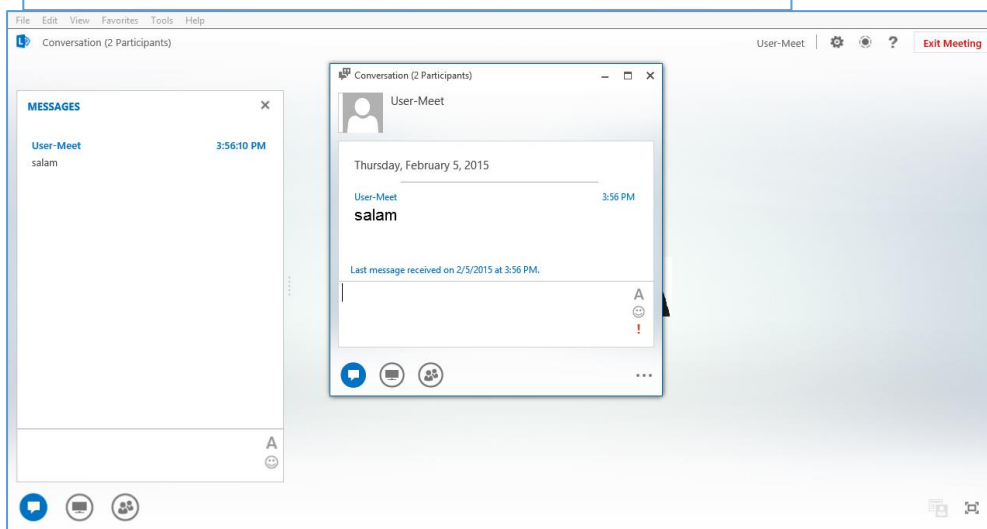 File Edit View Favorites Tools Help
Conversation (2 Participants)
User-Meet
?
Exit Meeting
MESSAGES
User-Meet 3:56:10 PM
salam
A
Conversation (2 Participants)
User-Meet
Thursday, February 5, 2015
User-Meet 3:56 PM
salam
Last message received on 2/5/2015 at 3:56 PM.
A
!